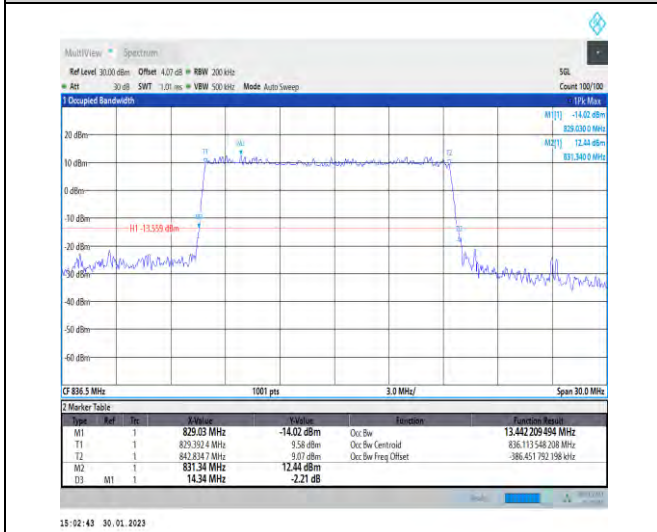 MultiView Spectrum
Ref Level 30.00 dBm Offset 4.07 dB RBW 200 kHz SGL
Att 30 dB SWT 1.01 ms VBW 500 kHz Mode Auto Sweep Count 100/100
1 Occupied Bandwidth 1Pk Max
M1[1] -14.02 dBm
829.030 0 MHz
M2[1] 12.44 dBm
831.340 0 MHz
20 dBm
T1 M2 T2
10 dBm
0 dBm
-10 dBm
M1
H1 -13.559 dBm
D3
-20 dBm
-40 dBm
-50 dBm
-60 dBm
CF 836.5 MHz 1001 pts 3.0 MHz/ Span 30.0 MHz
2 Marker Table
Type Ref Trc X-Value Y-Value Function Function Result
M1 1 829.03 MHz -14.02 dBm Occ Bw 13.442 209 494 MHz
T1 1 829.392 4 MHz 9.58 dBm Occ Bw Centroid 836.113 548 208 MHz
T2 1 842.834 7 MHz 9.07 dBm Occ Bw Freq Offset -386.451 792 198 kHz
M2 1 831.34 MHz 12.44 dBm
D3 M1 1 14.34 MHz -2.21 dB
15:02:43 30.01.2023